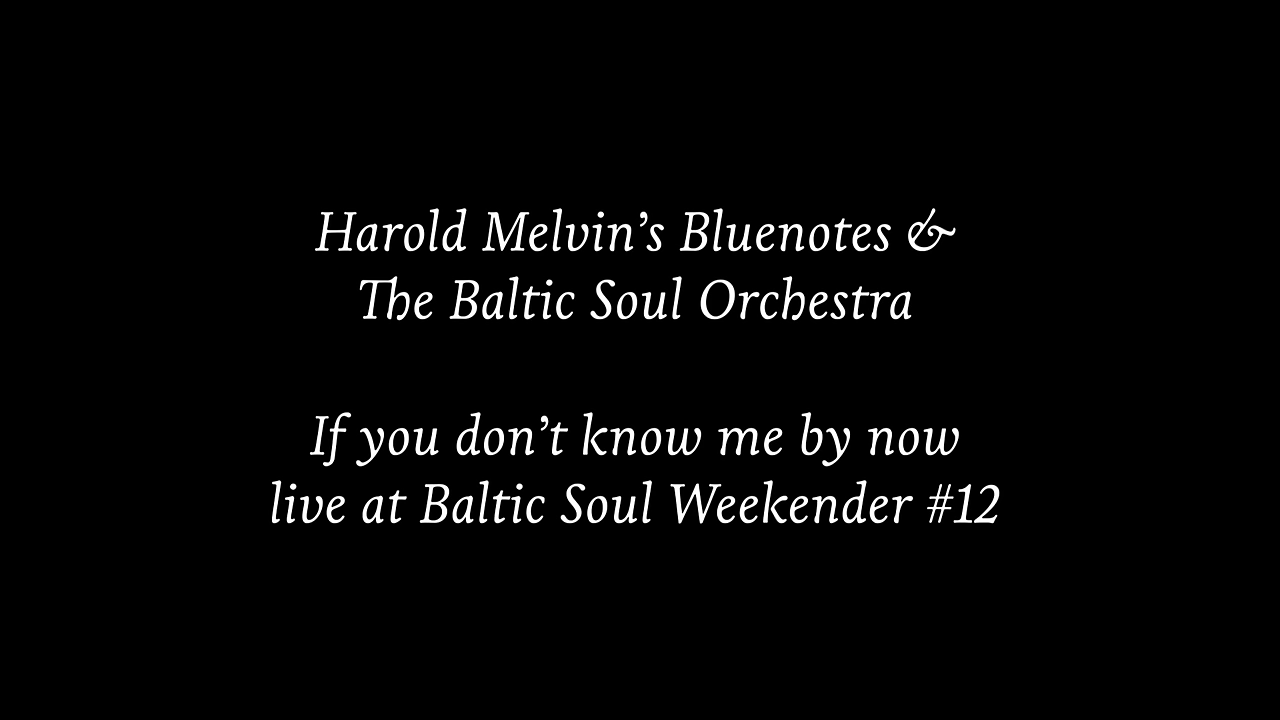 Harold Melvin’s Bluenotes &
The Baltic Soul Orchestra
If you don’t know me by now
live at Baltic Soul Weekender #12